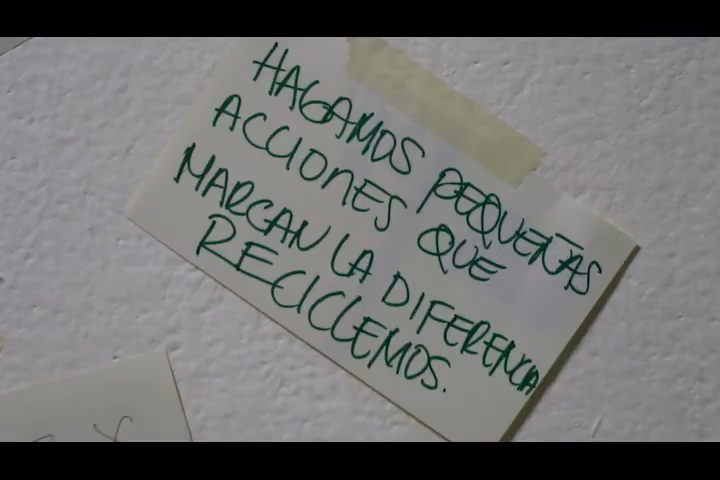 HAGAMOS PEQUEÑAS
ACCIONES QUE
MARCAN LA DIFERENCIA
RECICLEMOS.